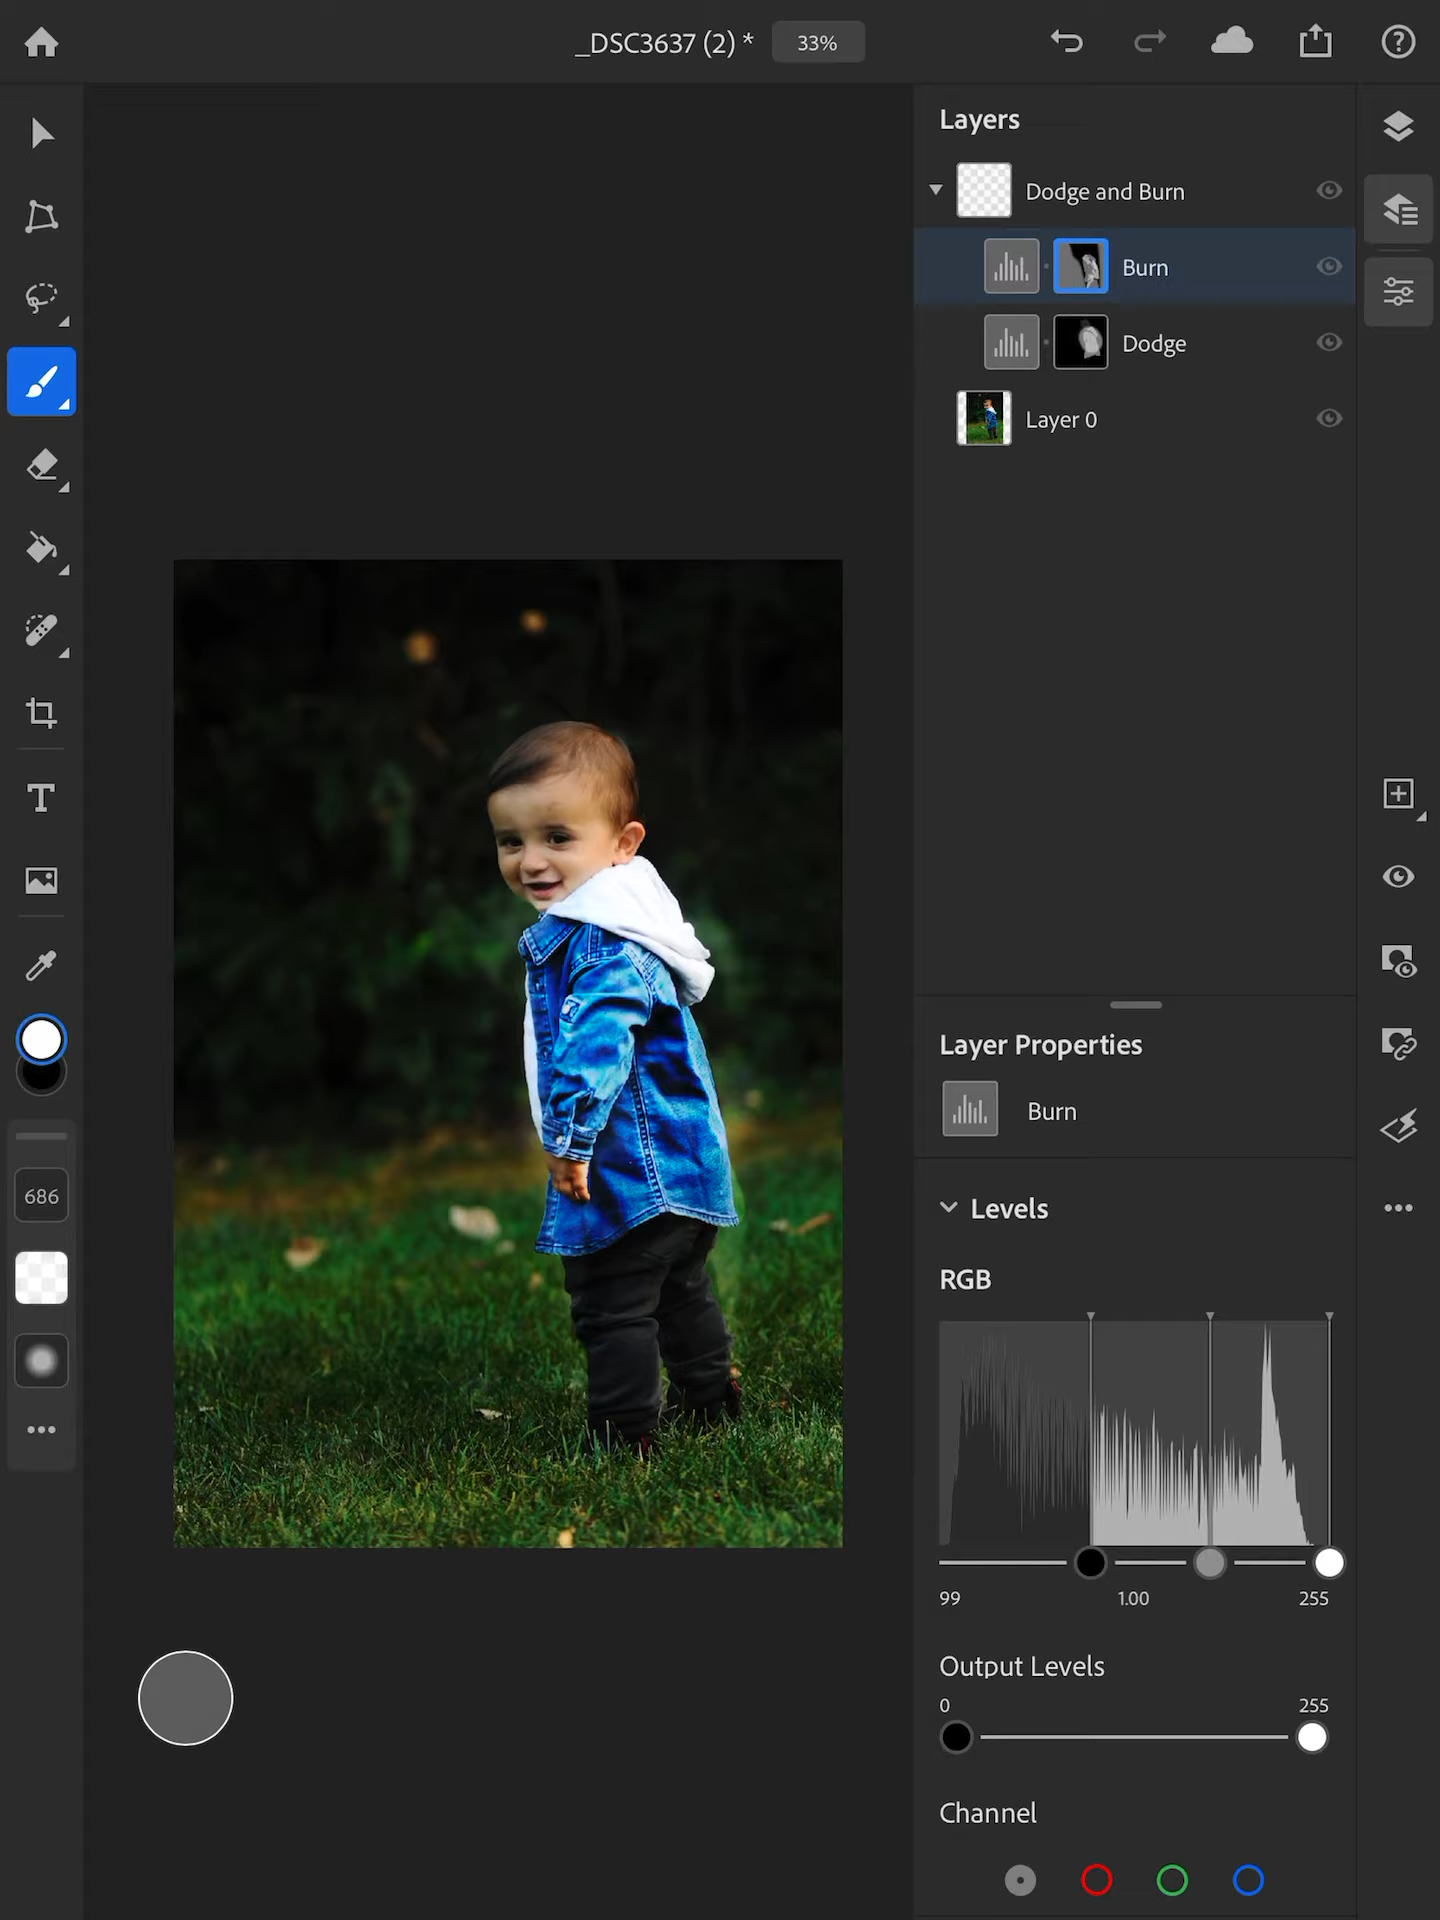 _DSC3637 (2) *
33%
Layers
Dodge and Burn
Burn
Dodge
Layer 0
686
Layer Properties
Burn
Levels
RGB
99 1.00 255
Output Levels
0 255
Channel